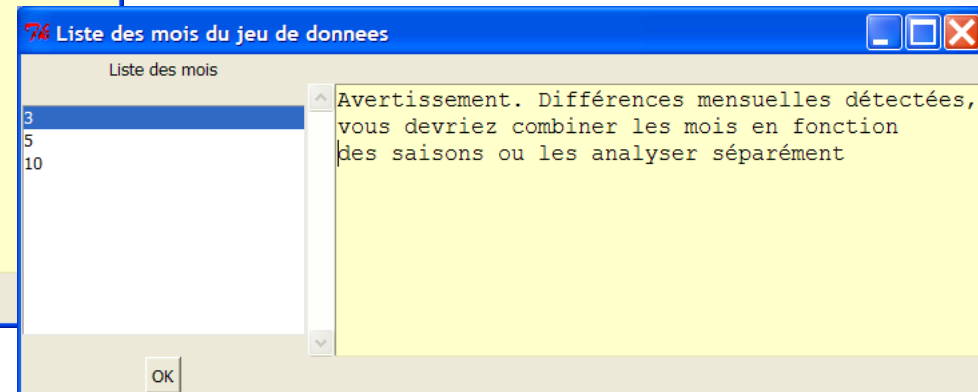 Liste des mois du jeu de donnees
Liste des mois
3
5
10
Avertissement. Différences mensuelles détectées,
vous devriez combiner les mois en fonction
des saisons ou les analyser séparément
OK